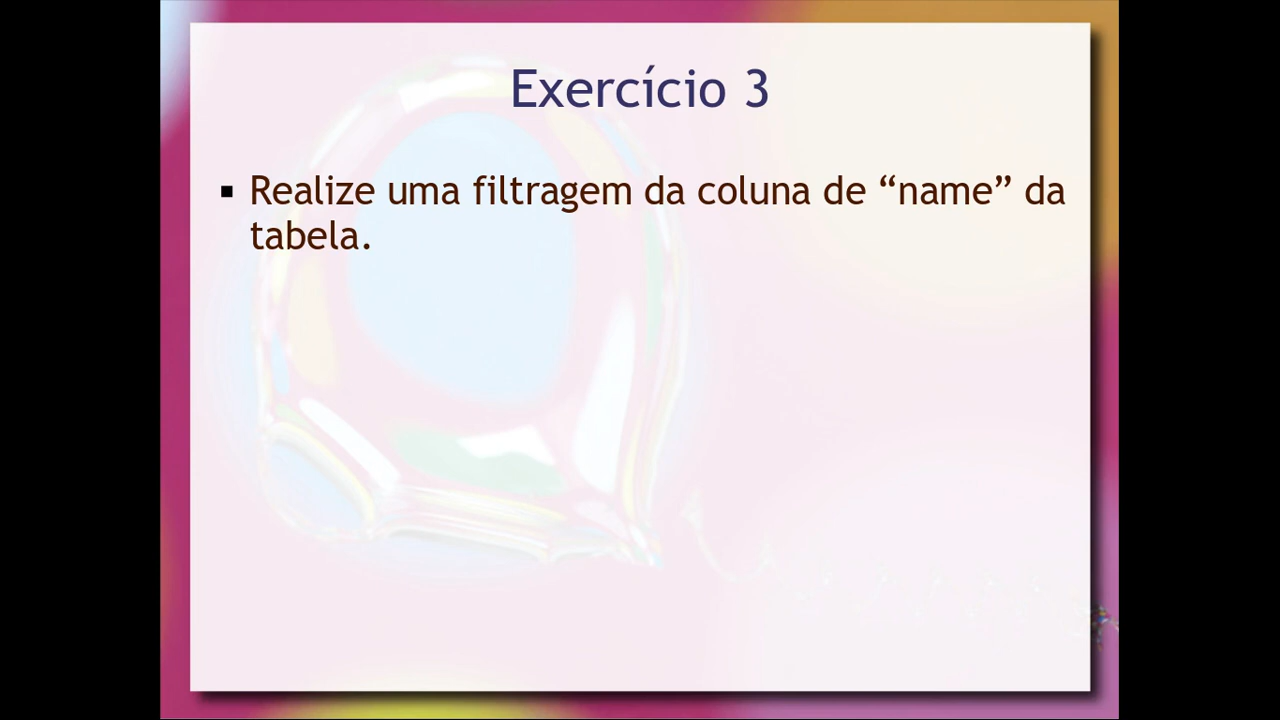 Exercício 3
▪ Realize uma filtragem da coluna de “name” da
tabela.